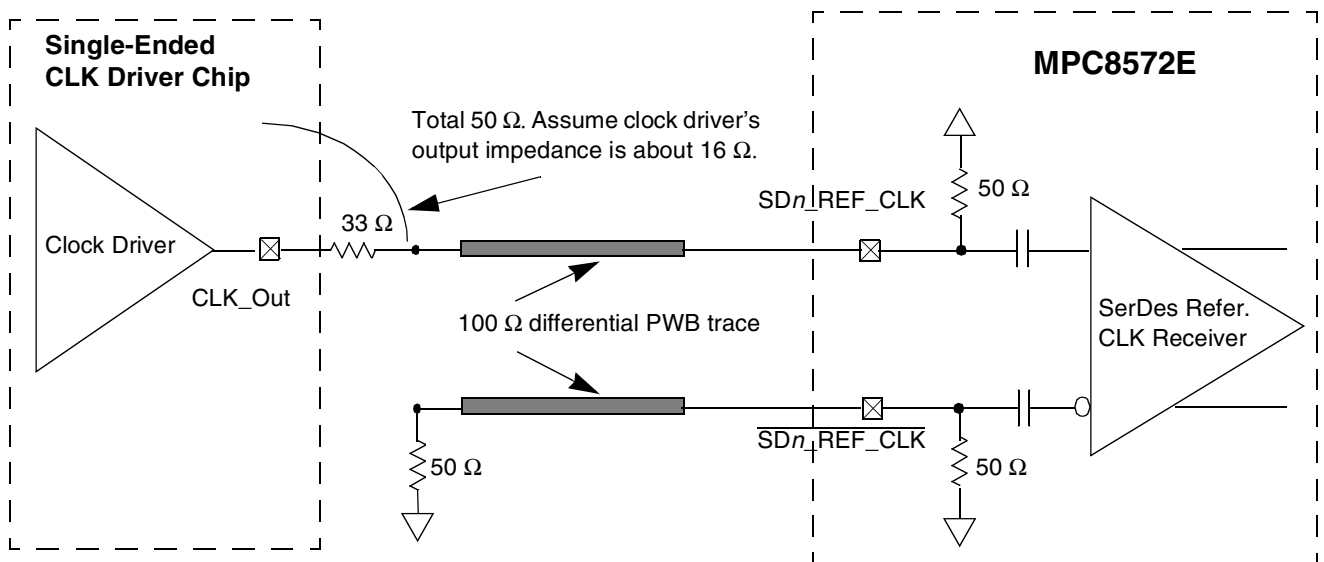 Single-Ended
CLK Driver Chip
MPC8572E
Total 50 Ω. Assume clock driver's
output impedance is about 16 Ω.
SDn_REF_CLK
50 Ω
33 Ω
Clock Driver
CLK_Out
100 Ω differential PWB trace
SerDes Refer.
CLK Receiver
SDn_REF_CLK
50 Ω
50 Ω